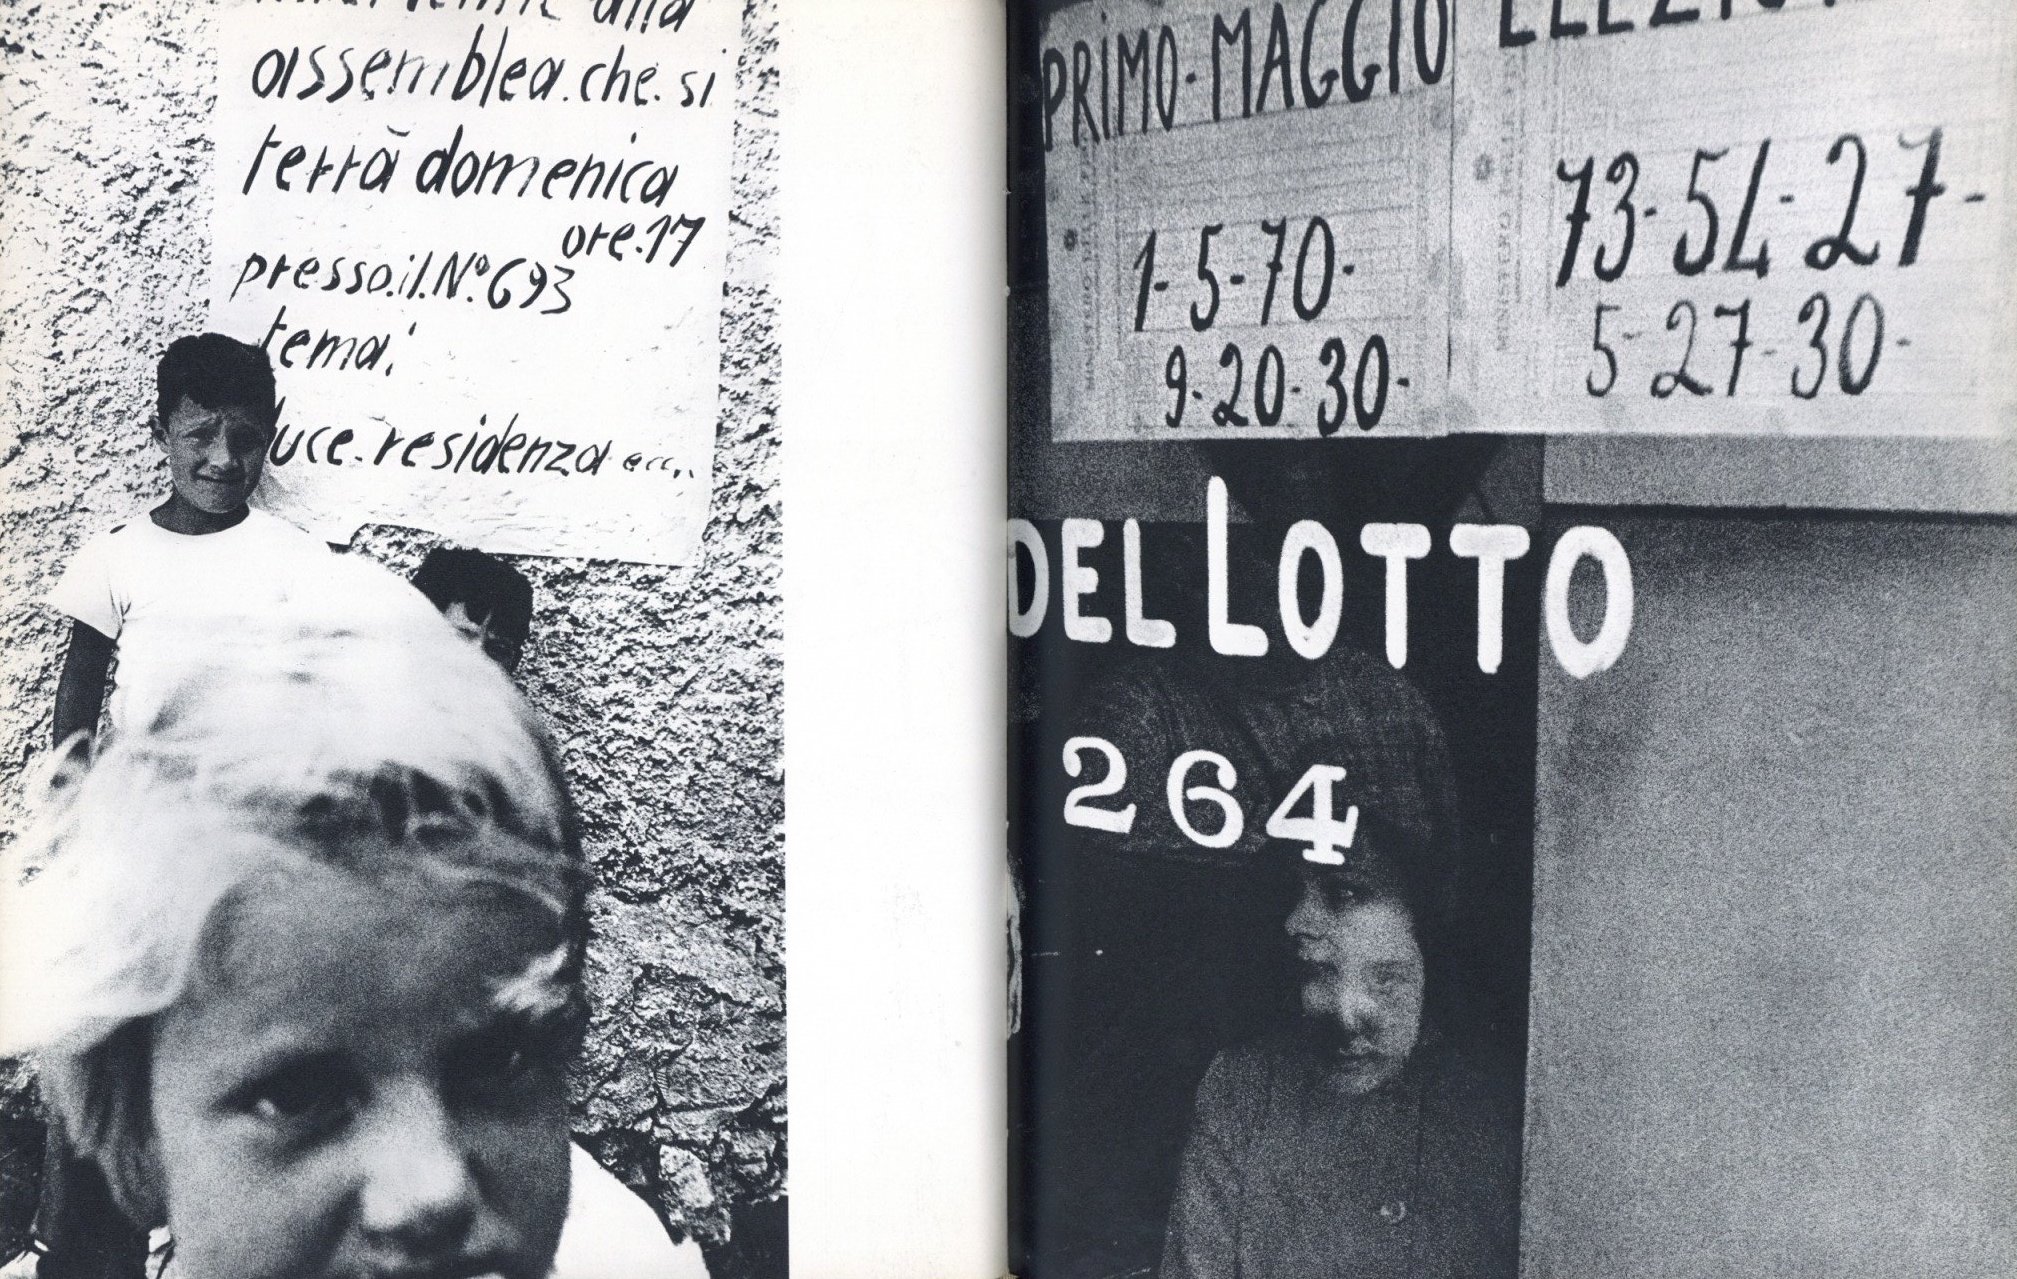 alla
assemblea.che.si
terrà domenica
ore.17
presso.il.N°.693
tema:
luce.residenza ecc..
PRIMO-MAGGIO
1-5-70-
9-20-30-
73-54-27-
5-27-30-
DEL LOTTO
264